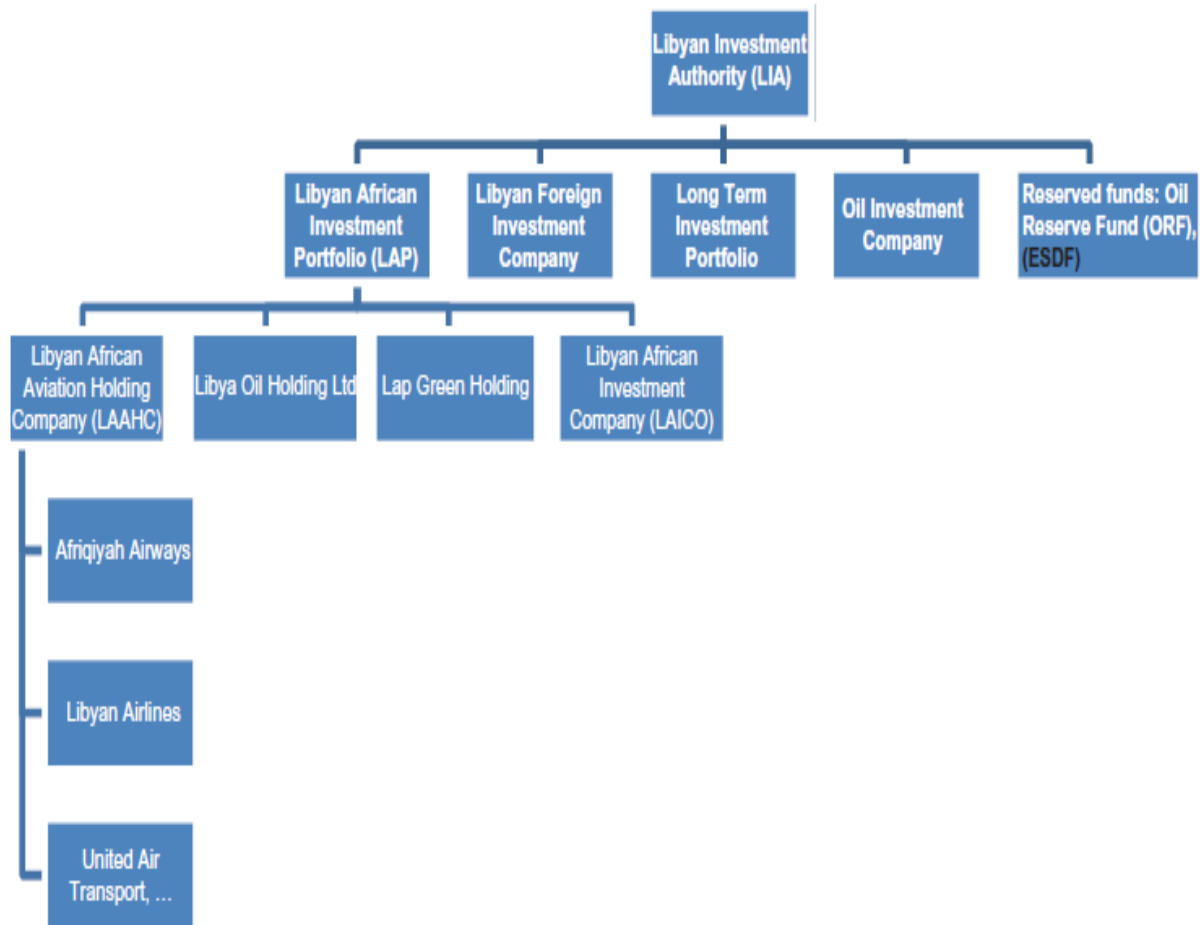 Libyan Investment
Authority (LIA)
Libyan African
Investment
Portfolio (LAP)
Libyan Foreign
Investment
Company
Long Term
Investment
Portfolio
Oil Investment
Company
Reserved funds: Oil
Reserve Fund (ORF),
(ESDF)
Libyan African
Aviation Holding
Company (LAAHC)
Libya Oil Holding Ltd
Lap Green Holding
Libyan African
Investment
Company (LAICO)
Afriqiyah Airways
Libyan Airlines
United Air
Transport, …